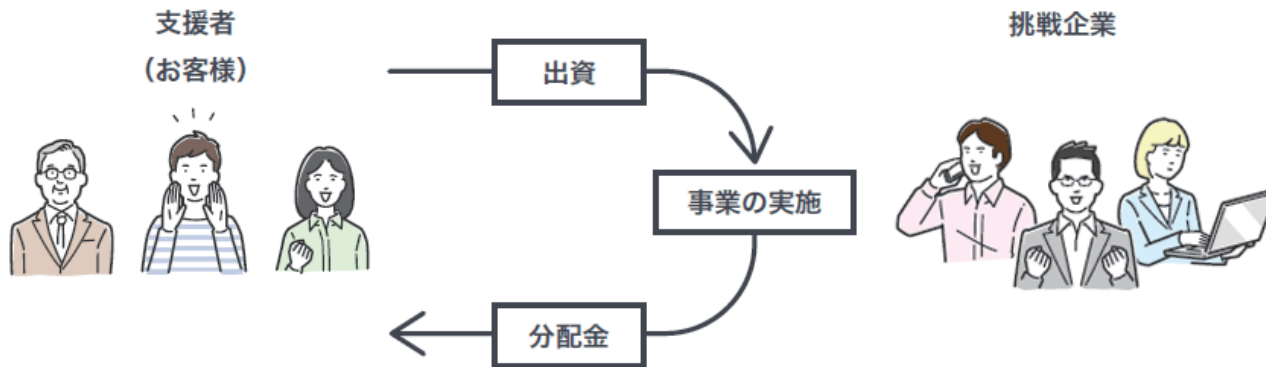 支援者
(お客様)
挑戦企業
出資
事業の実施
分配金